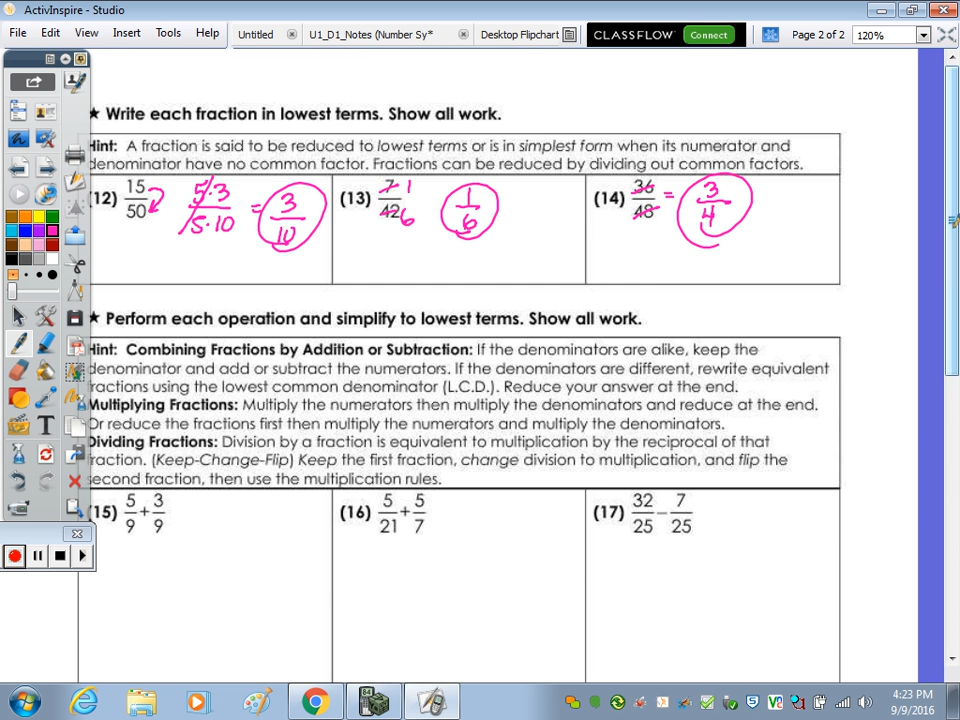 ActivInspire - Studio
File Edit View Insert Tools Help Untitled U1_D1_Notes (Number Sy* Desktop Flipchart CLASSFLOW Connect Page 2 of 2 120%
★ Write each fraction in lowest terms. Show all work.
Hint: A fraction is said to be reduced to lowest terms or is in simplest form when its numerator and
denominator have no common factor. Fractions can be reduced by dividing out common factors.
(12) 15/50 5·3/5·10 = 3/10 (13) 7/42 1/6 1/6 (14) 36/48 = 3/4
★ Perform each operation and simplify to lowest terms. Show all work.
Hint: Combining Fractions by Addition or Subtraction: If the denominators are alike, keep the
denominator and add or subtract the numerators. If the denominators are different, rewrite equivalent
fractions using the lowest common denominator (L.C.D.). Reduce your answer at the end.
Multiplying Fractions: Multiply the numerators then multiply the denominators and reduce at the end.
Or reduce the fractions first then multiply the numerators and multiply the denominators.
Dividing Fractions: Division by a fraction is equivalent to multiplication by the reciprocal of that
fraction. (Keep-Change-Flip) Keep the first fraction, change division to multiplication, and flip the
second fraction, then use the multiplication rules.
(15) 5/9 + 3/9 (16) 5/21 + 5/7 (17) 32/25 − 7/25
4:23 PM
9/9/2016